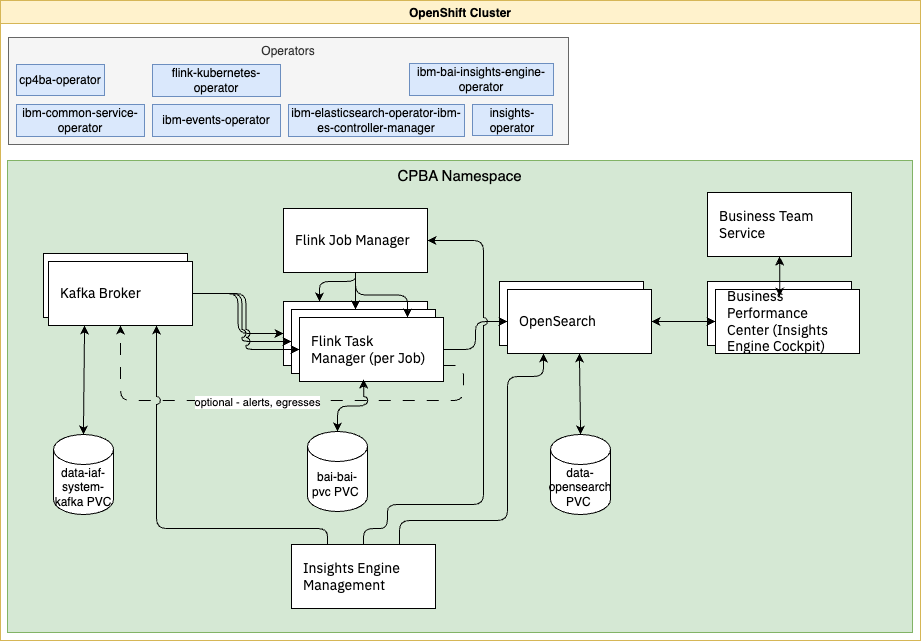 OpenShift Cluster
Operators
cp4ba-operator
flink-kubernetes-
operator
ibm-bai-insights-engine-
operator
ibm-common-service-
operator
ibm-events-operator
ibm-elasticsearch-operator-ibm-
es-controller-manager
insights-
operator
CPBA Namespace
Flink Job Manager
Business Team
Service
Kafka Broker
Flink Task
Manager (per Job)
OpenSearch
Business
Performance
Center (Insights
Engine Cockpit)
optional - alerts, egresses
data-iaf-
system-
kafka PVC
bai-bai-
pvc PVC
data-
opensearch
PVC
Insights Engine
Management